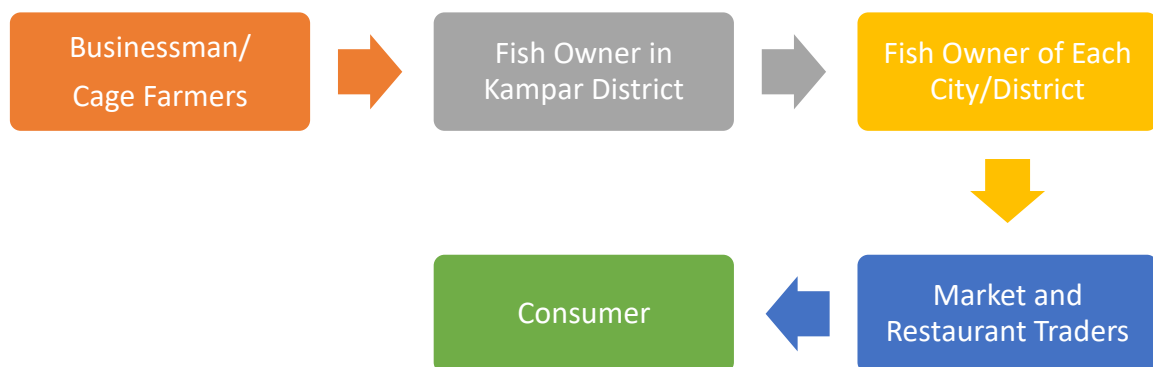 Businessman/
Cage Farmers
Fish Owner in
Kampar District
Fish Owner of Each
City/District
Market and
Restaurant Traders
Consumer